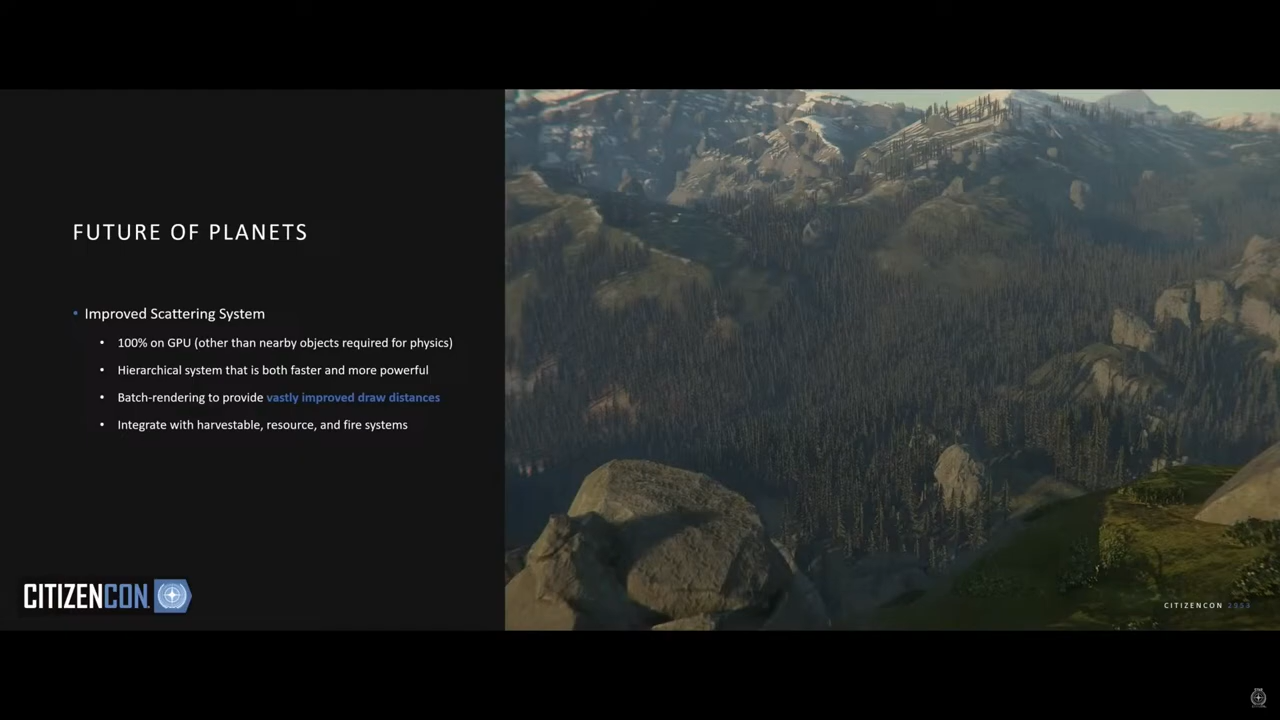 FUTURE OF PLANETS
• Improved Scattering System
• 100% on GPU (other than nearby objects required for physics)
• Hierarchical system that is both faster and more powerful
• Batch-rendering to provide vastly improved draw distances
• Integrate with harvestable, resource, and fire systems
CITIZENCON
CITIZENCON 2953